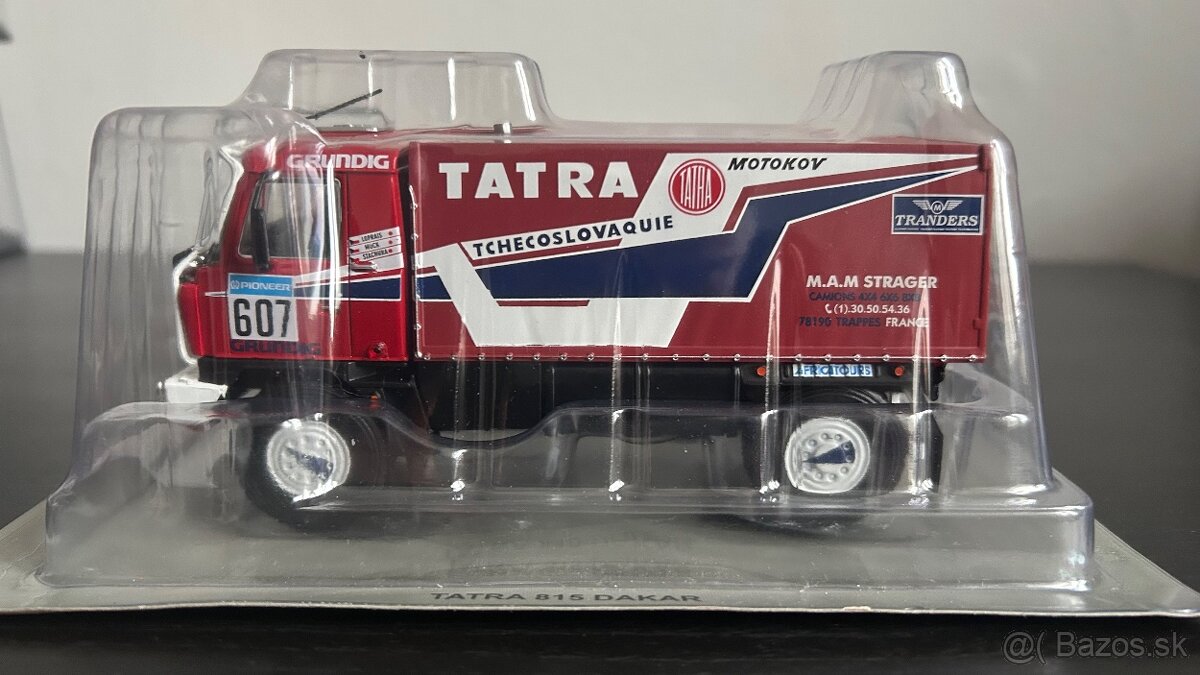 GRUNDIG
TATRA
TATRA
MOTOKOV
TCHECOSLOVAQUIE
M
TRANDERS
LOPRAIS
MUCK
STACHURA
PIONEER
607
GRUNDIG
M.A.M STRAGER
CAMIONS 4X4 6X6 8X8
(1).30.50.54.36
78190 TRAPPES FRANCE
AFRICATOURS
TATRA 815 DAKAR
@( Bazos.sk